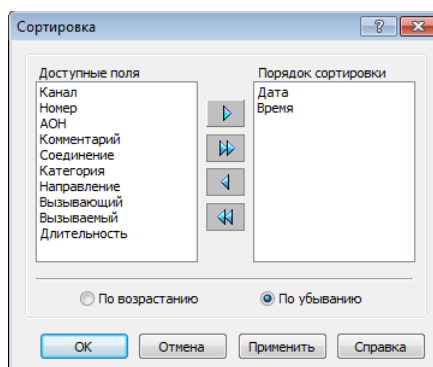 Сортировка
Доступные поля
Канал
Номер
АОН
Комментарий
Соединение
Категория
Направление
Вызывающий
Вызываемый
Длительность
Порядок сортировки
Дата
Время
По возрастанию
По убыванию
ОК
Отмена
Применить
Справка